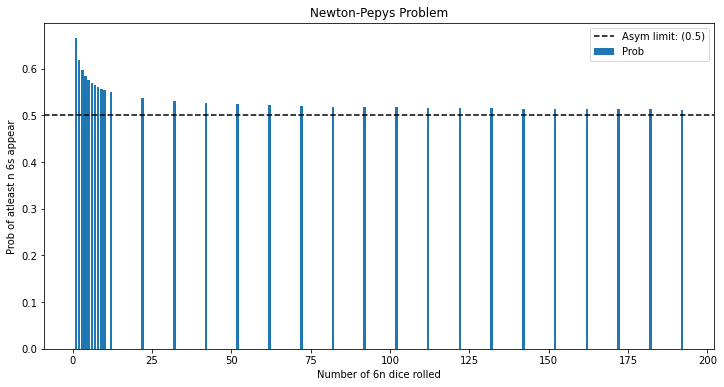 Newton-Pepys Problem
Asym limit: (0.5)
Prob
Prob of atleast n 6s appear
0.6
0.5
0.4
0.3
0.2
0.1
0.0
0 25 50 75 100 125 150 175 200
Number of 6n dice rolled